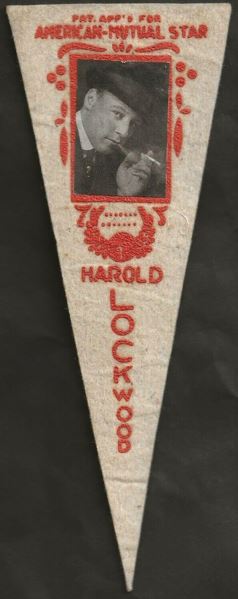 PAT. APP'D FOR
AMERICAN-MUTUAL STAR
HAROLD
LOCKWOOD